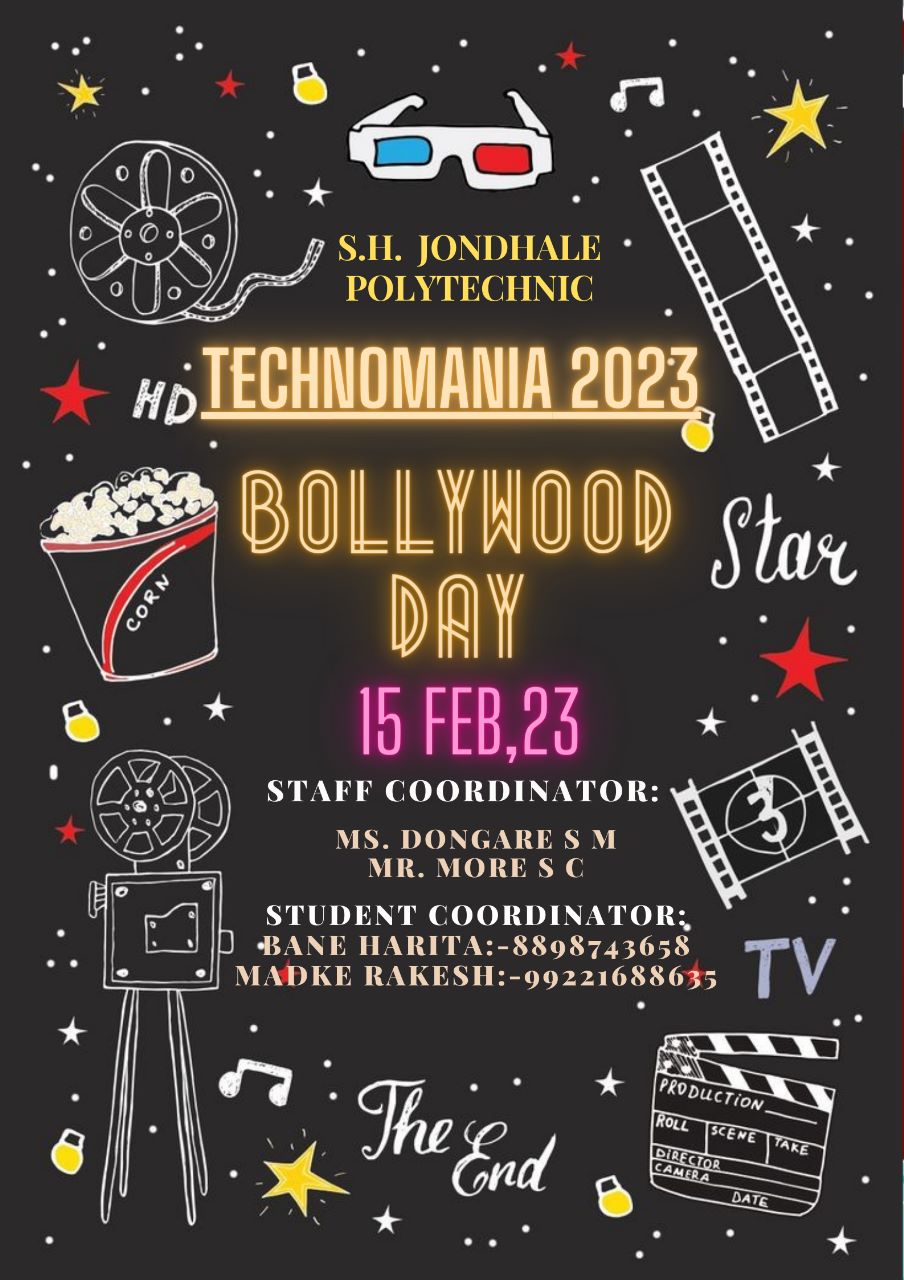 S.H. JONDHALE
POLYTECHNIC
TECHNOMANIA 2023
HD
BOLLYWOOD
DAY
Star
CORN
15 FEB,23
STAFF COORDINATOR:
MS. DONGARE S M
MR. MORE S C
3
STUDENT COORDINATOR:
BANE HARITA:-8898743658
MADKE RAKESH:-99221688635
TV
The
End
PRODUCTION
ROLL SCENE TAKE
DIRECTOR
CAMERA
DATE